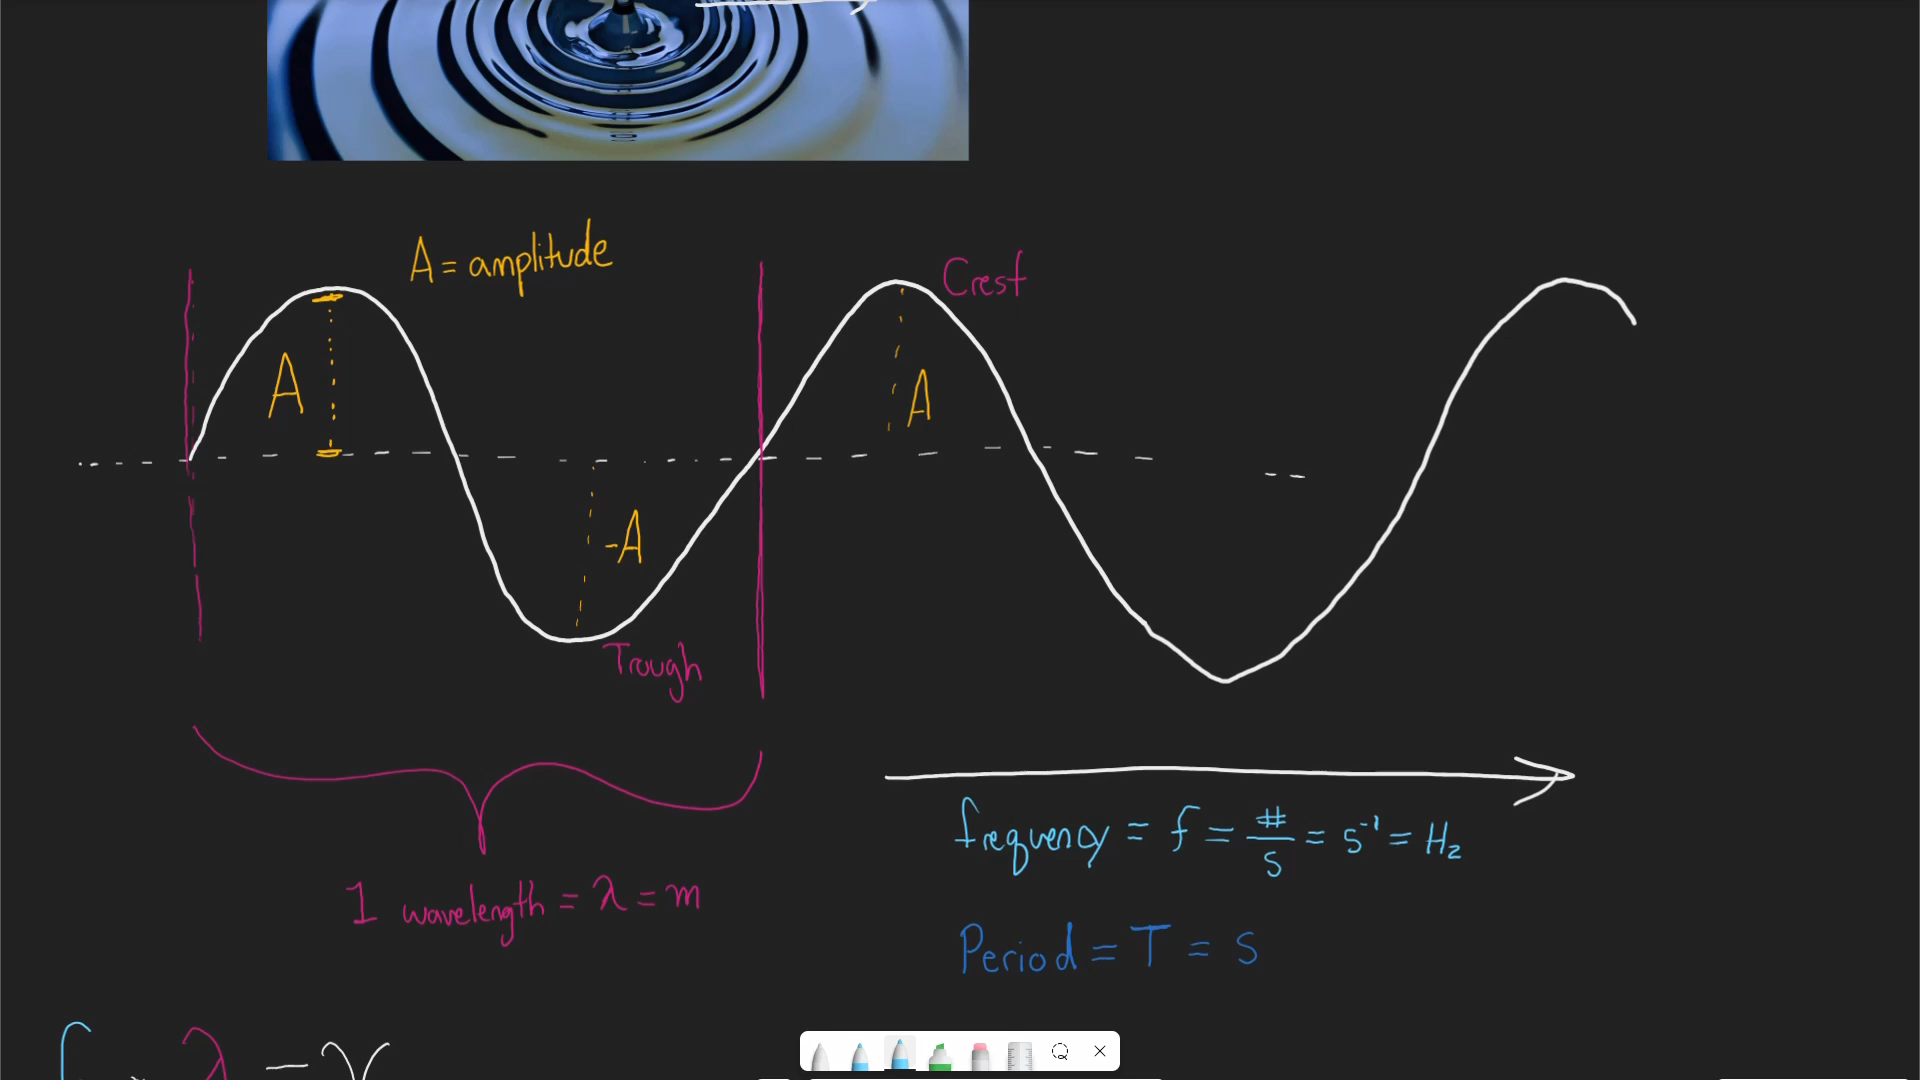 A = amplitude
Crest
A
A
-A
Trough
frequency = f = #/s = s⁻¹ = Hz
1 wavelength = λ = m
Period = T = s